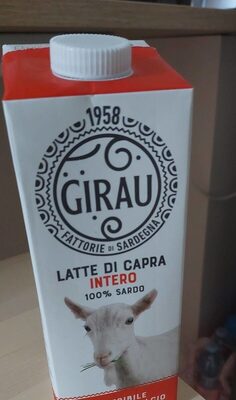 1958
GIRAU
FATTORIE DI SARDEGNA
LATTE DI CAPRA
INTERO
100% SARDO